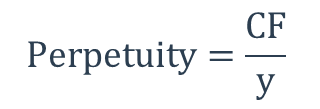 Perpetuity = CF
y